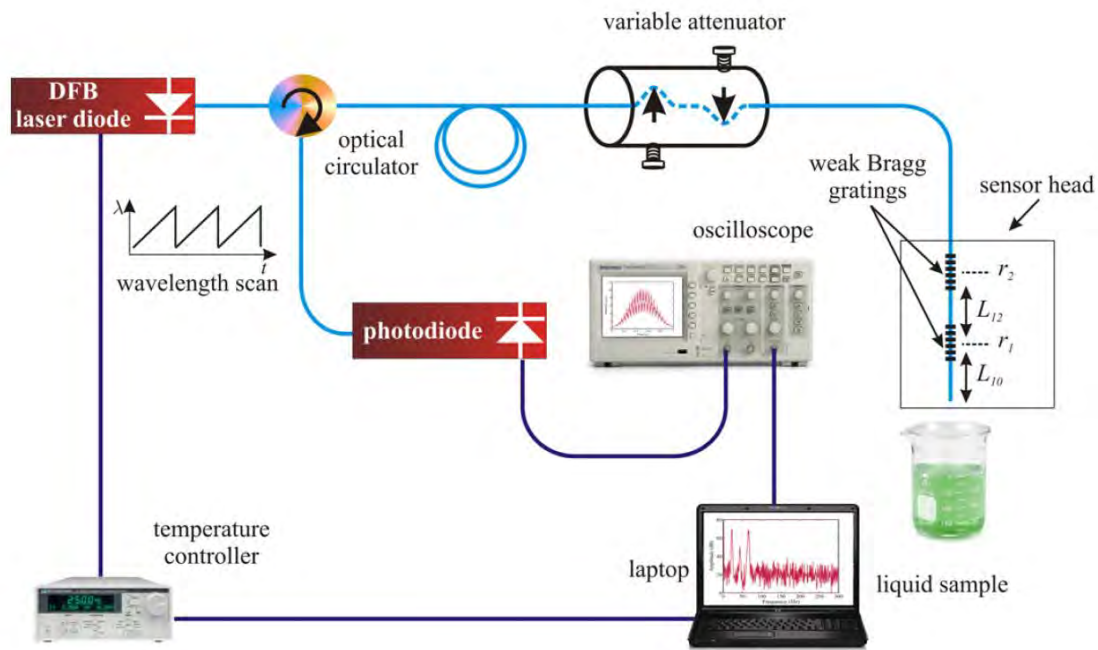 variable attenuator
DFB
laser diode
optical
circulator
weak Bragg
gratings
sensor head
λ
t
wavelength scan
oscilloscope
r2
L12
r1
L10
photodiode
temperature
controller
laptop
liquid sample